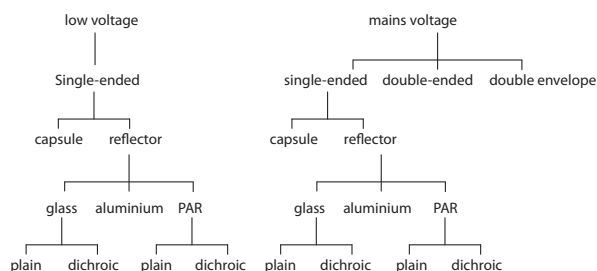 low voltage mains voltage
Single-ended single-ended double-ended double envelope
capsule reflector capsule reflector
glass aluminium PAR glass aluminium PAR
plain dichroic plain dichroic plain dichroic plain dichroic